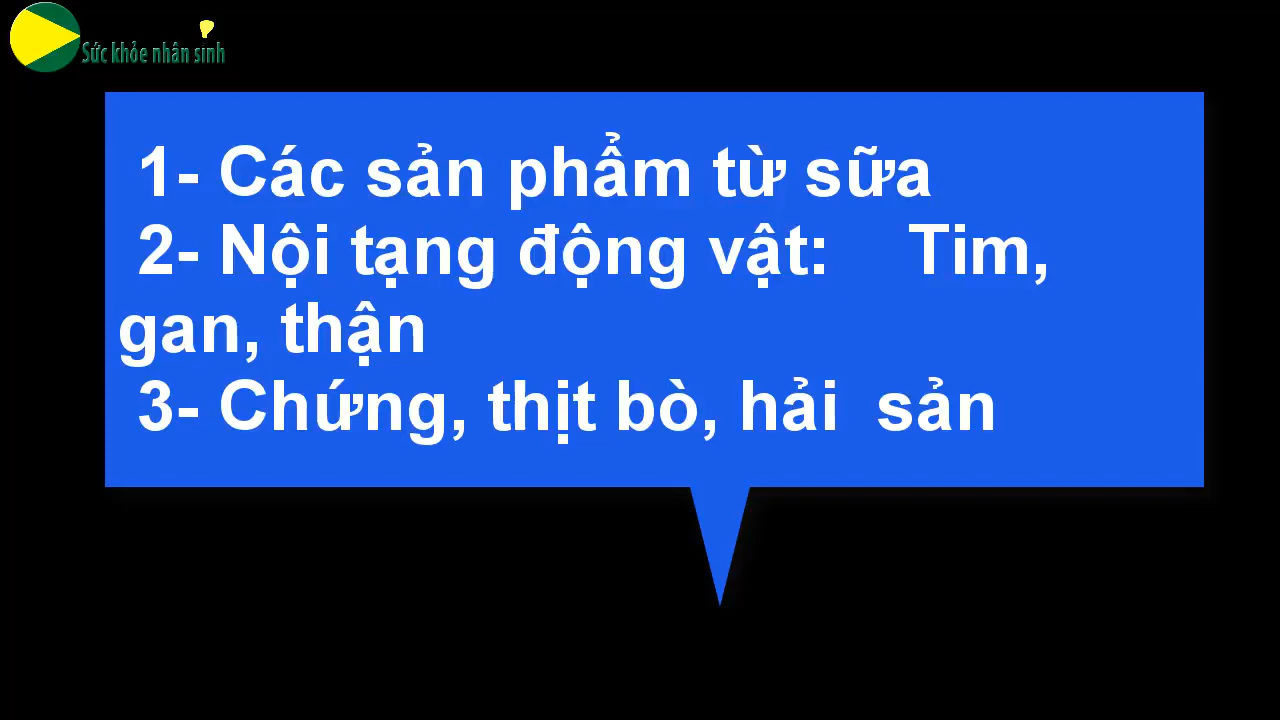 Sức khỏe nhân sinh
1- Các sản phẩm từ sữa
2- Nội tạng động vật: Tim,
gan, thận
3- Chứng, thịt bò, hải sản